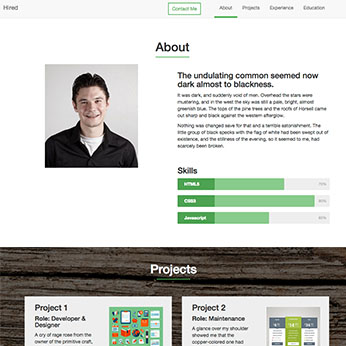 Hired
Contact Me
About
Projects
Experience
Education
About
The undulating common seemed now
dark almost to blackness.
It was dark, and suddenly void of men. Overhead the stars were
mustering, and in the west the sky was still a pale, bright, almost
greenish blue. The tops of the pine trees and the roofs of Horsell came
out sharp and black against the western afterglow.
Nothing was changed save for that and a terrible astonishment. The
little group of black specks with the flag of white had been swept out of
existence, and the stillness of the evening, so it seemed to me, had
scarcely been broken.
Skills
HTML5
70%
CSS3
90%
Javascript
Projects
Project 1
Role: Developer &
Designer
A cry of rage rose from the
owner of the primitive craft,
Project 2
Role: Maintenance
A glance over my shoulder
showed me that the
copper-colored one had